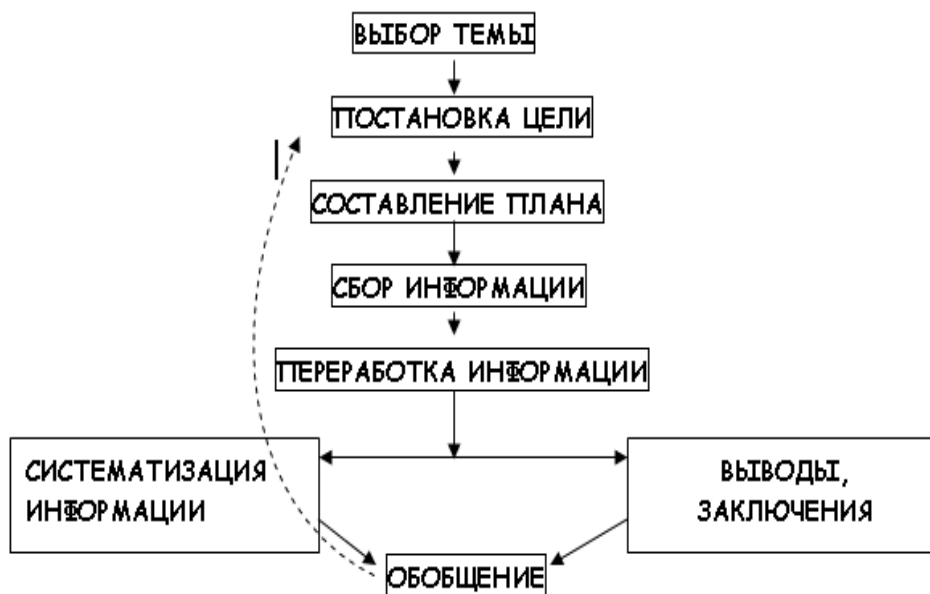 ВЫБОР ТЕМЫ
ПОСТАНОВКА ЦЕЛИ
СОСТАВЛЕНИЕ ПЛАНА
СБОР ИНФОРМАЦИИ
ПЕРЕРАБОТКА ИНФОРМАЦИИ
СИСТЕМАТИЗАЦИЯ
ИНФОРМАЦИИ
ВЫВОДЫ,
ЗАКЛЮЧЕНИЯ
ОБОБЩЕНИЕ